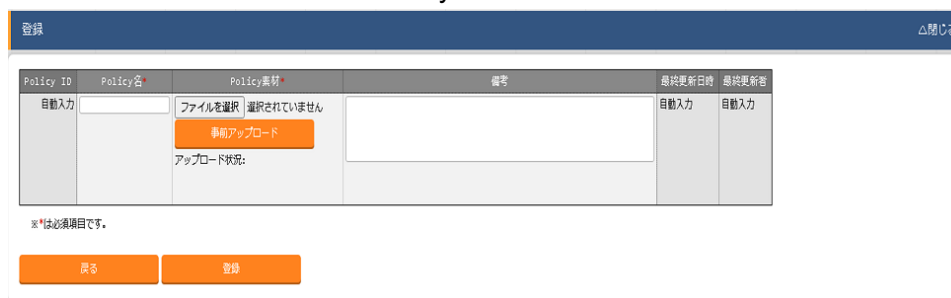 登録
△閉じる
Policy ID Policy名* Policy素材* 備考 最終更新日時 最終更新者
自動入力 ファイルを選択 選択されていません 自動入力 自動入力
事前アップロード
アップロード状況:
※*は必須項目です。
戻る 登録